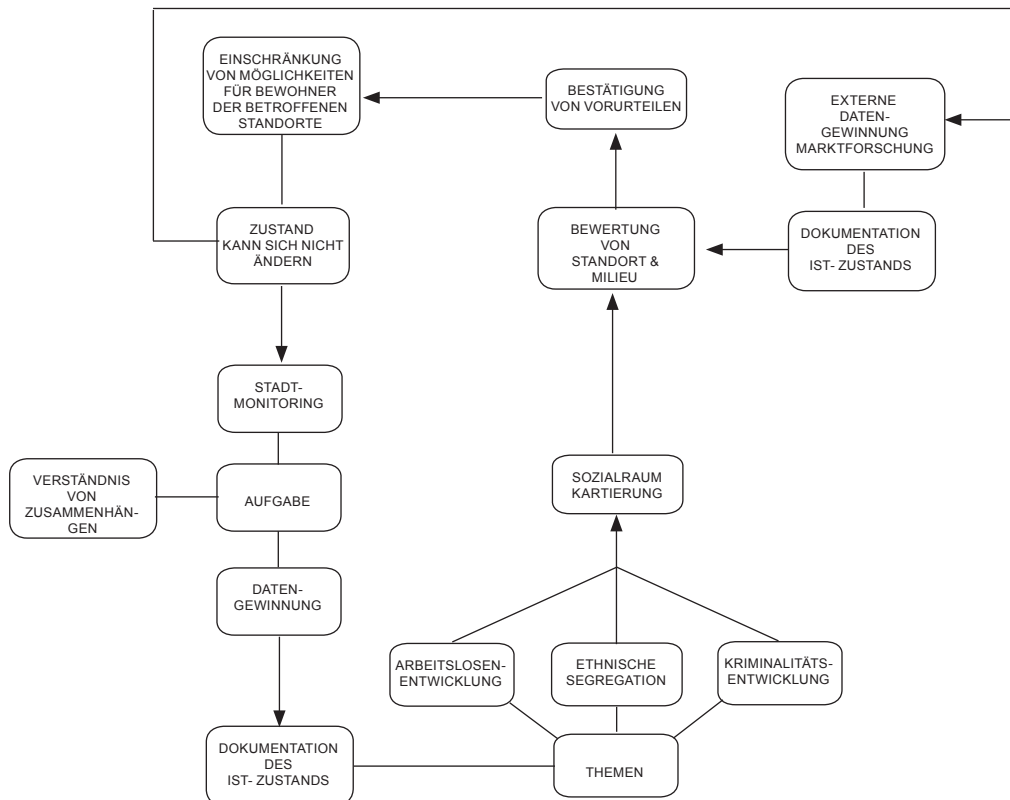 EINSCHRÄNKUNG
VON MÖGLICHKEITEN
FÜR BEWOHNER
DER BETROFFENEN
STANDORTE
BESTÄTIGUNG
VON VORURTEILEN
EXTERNE
DATEN-
GEWINNUNG
MARKTFORSCHUNG
ZUSTAND
KANN SICH NICHT
ÄNDERN
BEWERTUNG
VON
STANDORT &
MILIEU
DOKUMENTATION
DES
IST- ZUSTANDS
STADT-
MONITORING
VERSTÄNDNIS
VON
ZUSAMMENHÄN-
GEN
AUFGABE
SOZIALRAUM
KARTIERUNG
DATEN-
GEWINNUNG
ARBEITSLOSEN-
ENTWICKLUNG
ETHNISCHE
SEGREGATION
KRIMINALITÄTS-
ENTWICKLUNG
DOKUMENTATION
DES
IST- ZUSTANDS
THEMEN